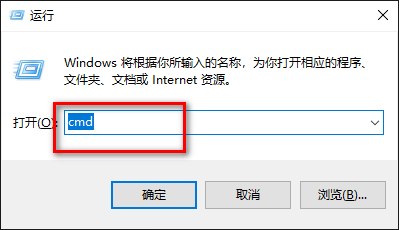 运行
Windows 将根据你所输入的名称，为你打开相应的程序、
文件夹、文档或 Internet 资源。
打开(O): cmd
确定 取消 浏览(B)...